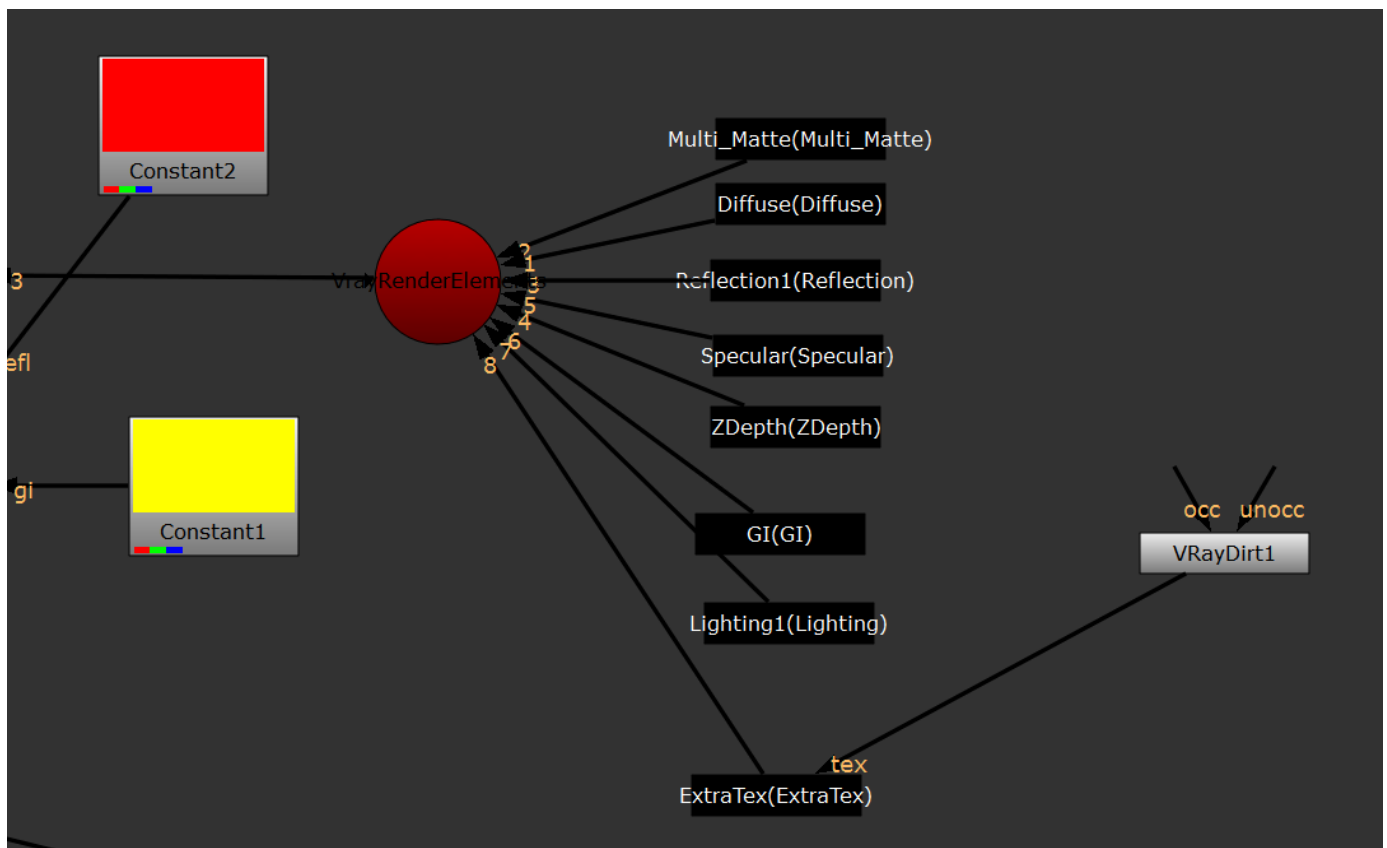 Multi_Matte(Multi_Matte)
Constant2
Diffuse(Diffuse)
2
1
3
VrayRenderElements
3
Reflection1(Reflection)
5
4
6
7
8
efl
Specular(Specular)
ZDepth(ZDepth)
gi
Constant1
occ
unocc
GI(GI)
VRayDirt1
Lighting1(Lighting)
tex
ExtraTex(ExtraTex)